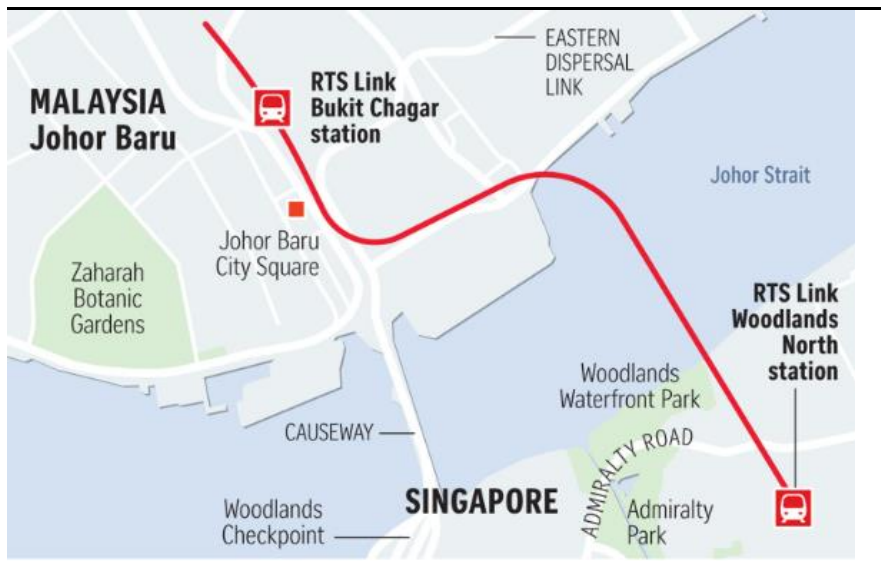 EASTERN
DISPERSAL
LINK
MALAYSIA
Johor Baru
RTS Link
Bukit Chagar
station
Johor Strait
Johor Baru
City Square
Zaharah
Botanic
Gardens
RTS Link
Woodlands
North
station
Woodlands
Waterfront Park
CAUSEWAY
ADMIRALTY ROAD
SINGAPORE
Woodlands
Checkpoint
Admiralty
Park